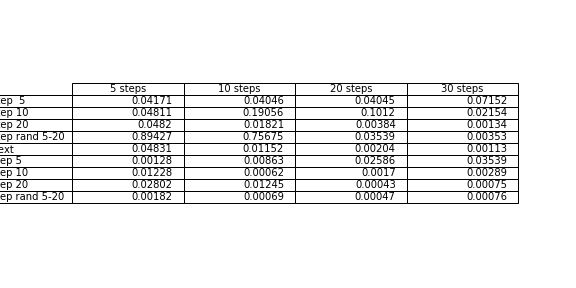 5 steps 10 steps 20 steps 30 steps
ep 5 0.04171 0.04046 0.04045 0.07152
ep 10 0.04811 0.19056 0.1012 0.02154
ep 20 0.0482 0.01821 0.00384 0.00134
ep rand 5-20 0.89427 0.75675 0.03539 0.00353
ext 0.04831 0.01152 0.00204 0.00113
ep 5 0.00128 0.00863 0.02586 0.03539
ep 10 0.01228 0.00062 0.0017 0.00289
ep 20 0.02802 0.01245 0.00043 0.00075
ep rand 5-20 0.00182 0.00069 0.00047 0.00076